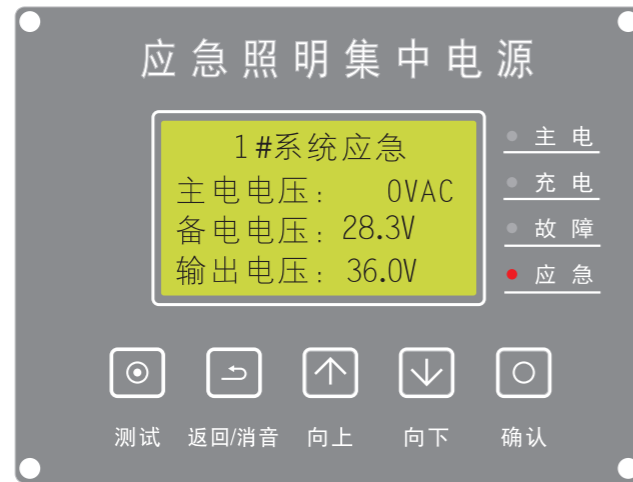 应急照明集中电源
1#系统应急
主电电压： 0VAC
备电电压：28.3V
输出电压：36.0V
主电
充电
故障
应急
测试 返回/消音 向上 向下 确认